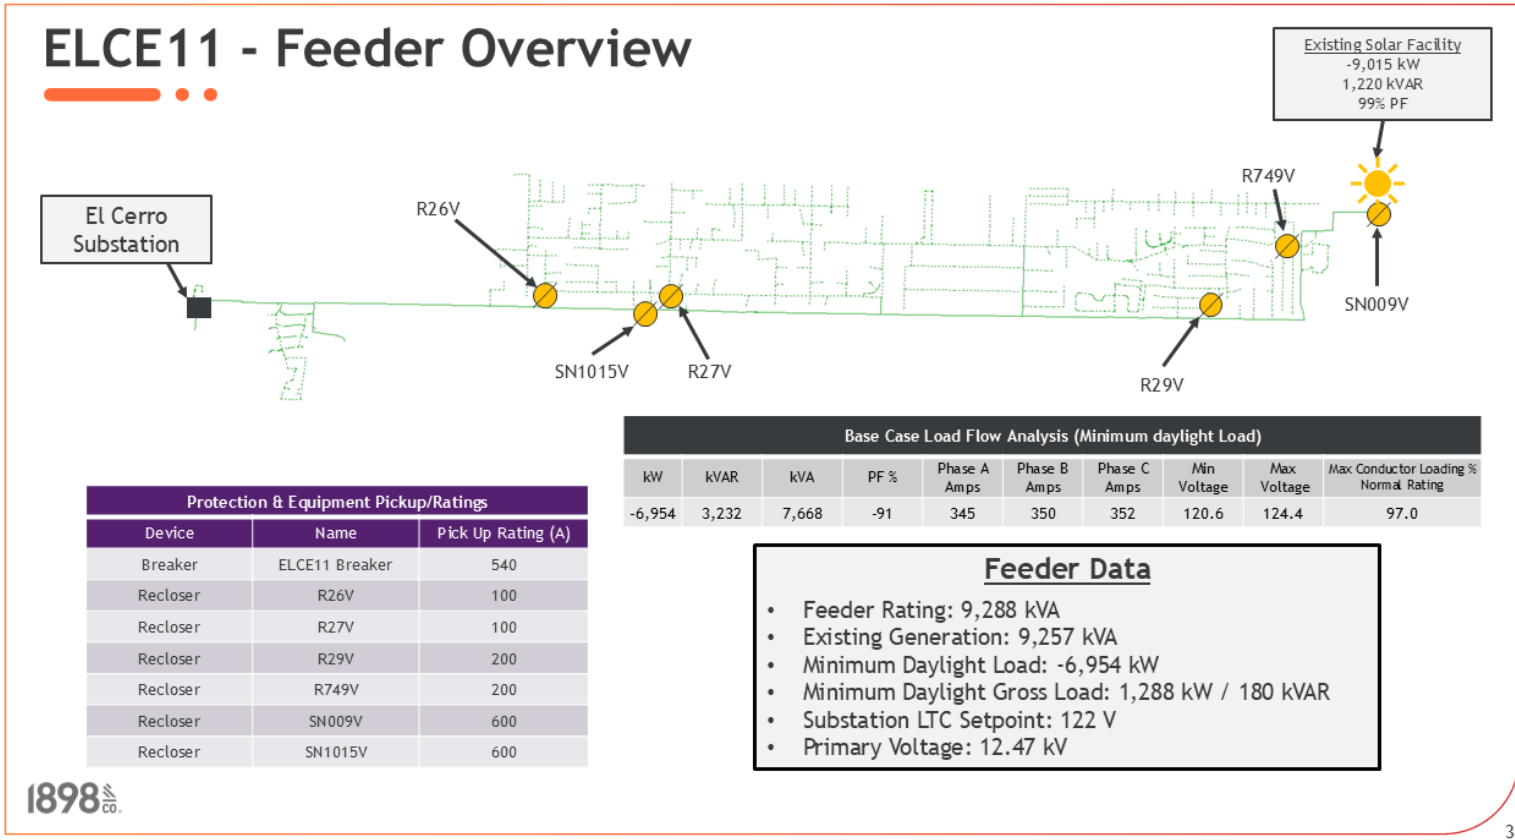 ELCE11 - Feeder Overview
Existing Solar Facility
-9,015 kW
1,220 kVAR
99% PF
El Cerro
Substation
R26V
R749V
SN009V
SN1015V
R27V
R29V
Base Case Load Flow Analysis (Minimum daylight Load)
kW kVAR kVA PF % Phase A Amps Phase B Amps Phase C Amps Min Voltage Max Voltage Max Conductor Loading % Normal Rating
-6,954 3,232 7,668 -91 345 350 352 120.6 124.4 97.0
Protection & Equipment Pickup/Ratings
Device Name Pick Up Rating (A)
Breaker ELCE11 Breaker 540
Recloser R26V 100
Recloser R27V 100
Recloser R29V 200
Recloser R749V 200
Recloser SN009V 600
Recloser SN1015V 600
Feeder Data
• Feeder Rating: 9,288 kVA
• Existing Generation: 9,257 kVA
• Minimum Daylight Load: -6,954 kW
• Minimum Daylight Gross Load: 1,288 kW / 180 kVAR
• Substation LTC Setpoint: 122 V
• Primary Voltage: 12.47 kV
1898 & CO.
3